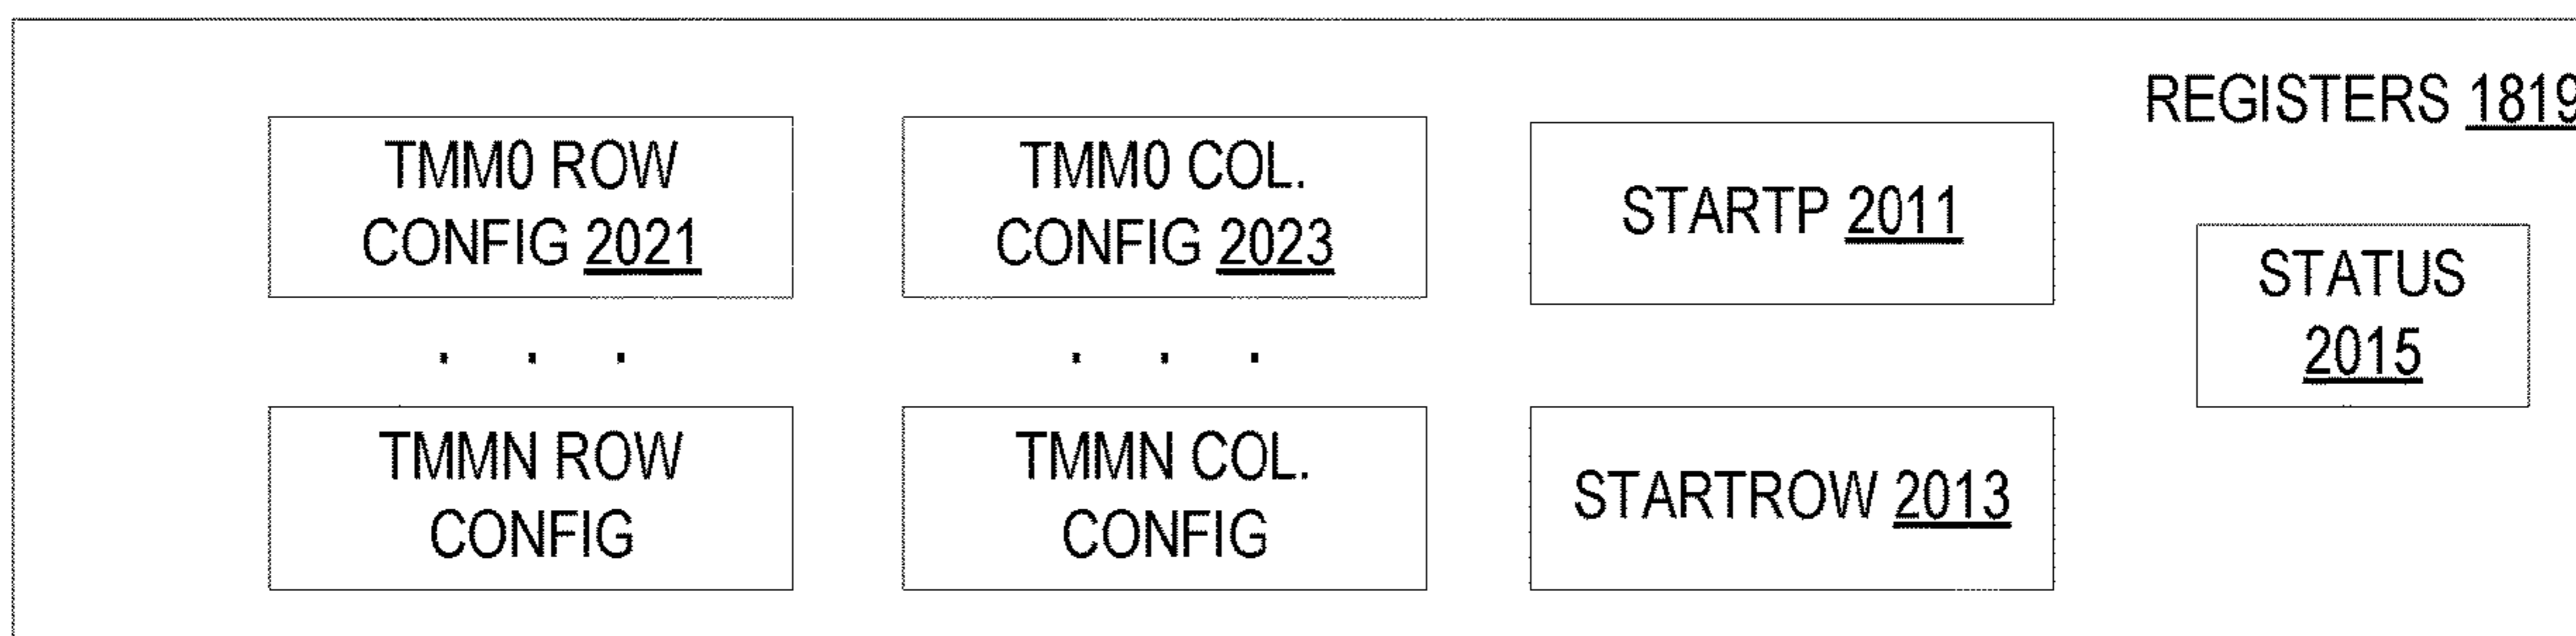 REGISTERS 1819
TMM0 ROW
CONFIG 2021
TMM0 COL.
CONFIG 2023
STARTP 2011
STATUS
2015
. . .
. . .
TMMN ROW
CONFIG
TMMN COL.
CONFIG
STARTROW 2013